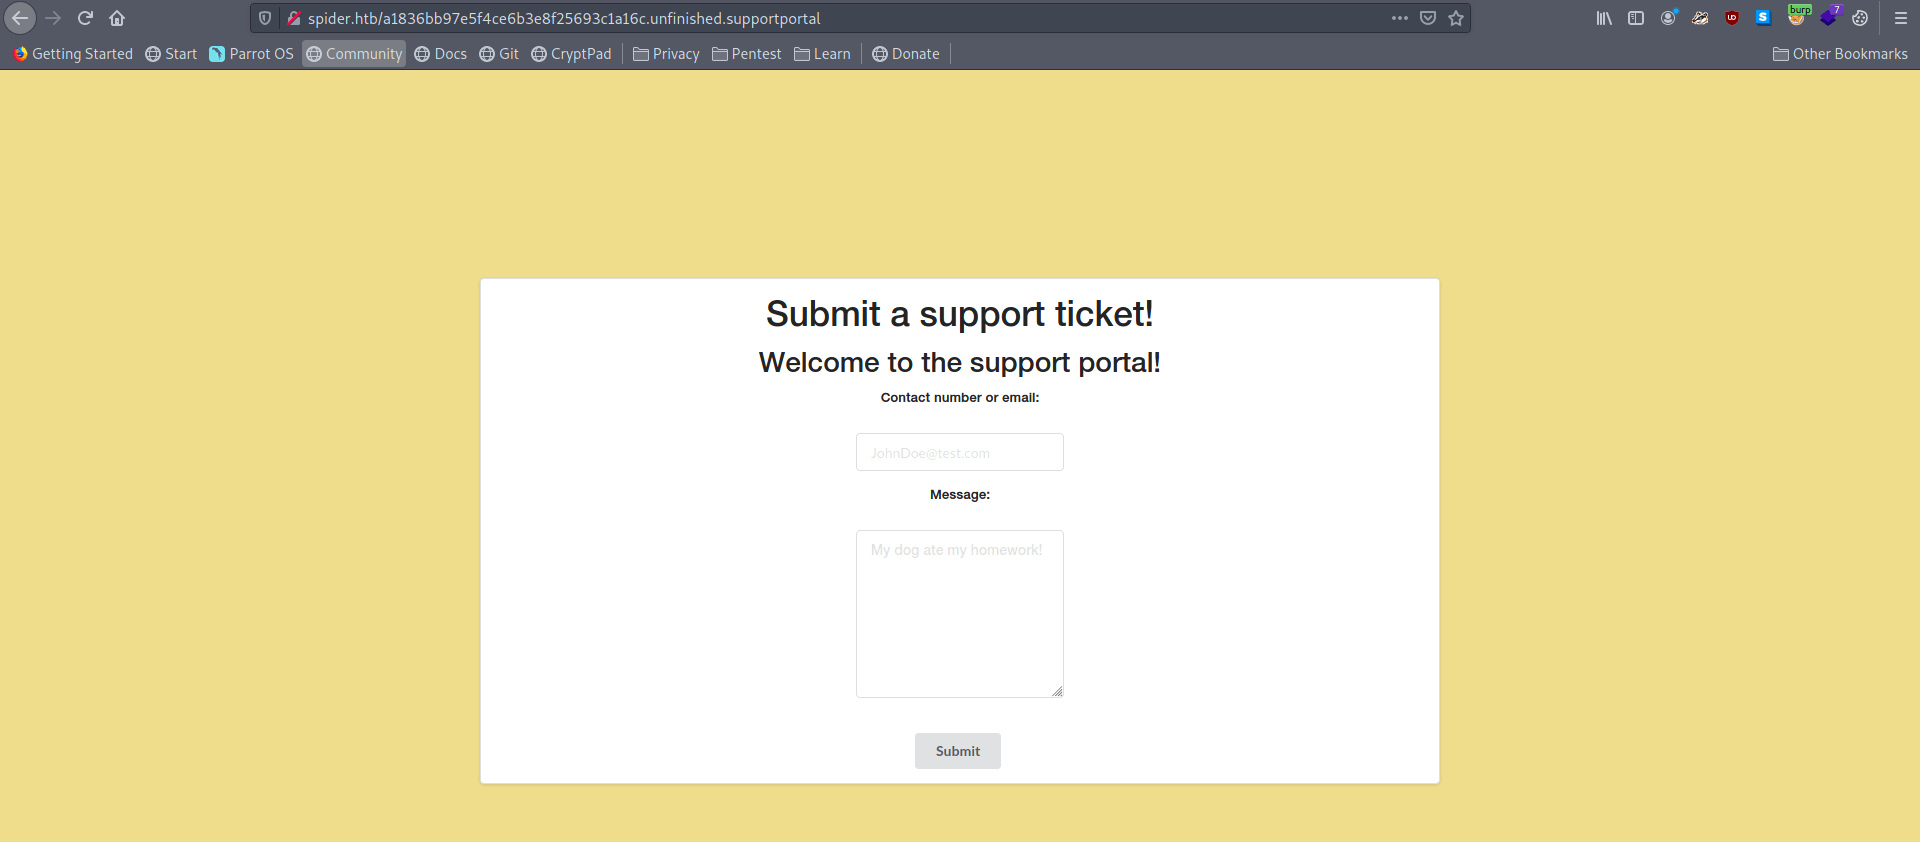 spider.htb/a1836bb97e5f4ce6b3e8f25693c1a16c.unfinished.supportportal
burp 7
Getting Started Start Parrot OS Community Docs Git CryptPad Privacy Pentest Learn Donate Other Bookmarks
Submit a support ticket!
Welcome to the support portal!
Contact number or email:
JohnDoe@test.com
Message:
My dog ate my homework!
Submit